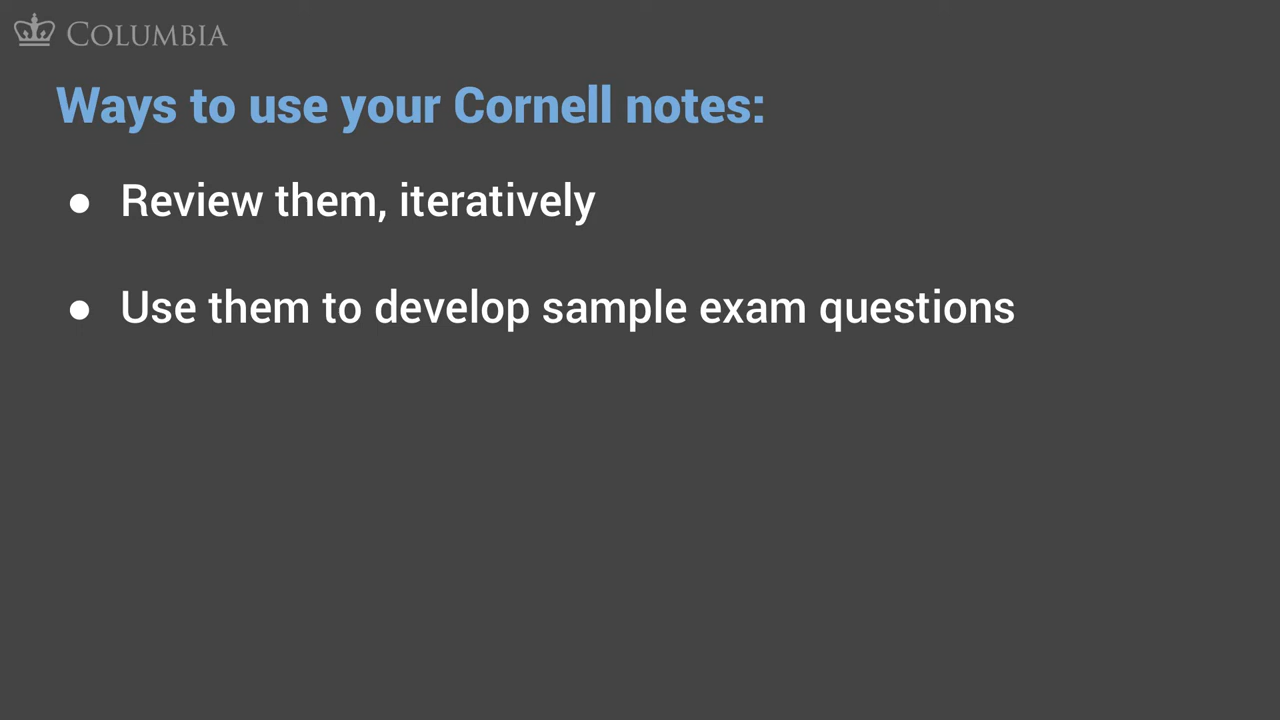 COLUMBIA
Ways to use your Cornell notes:
● Review them, iteratively
● Use them to develop sample exam questions